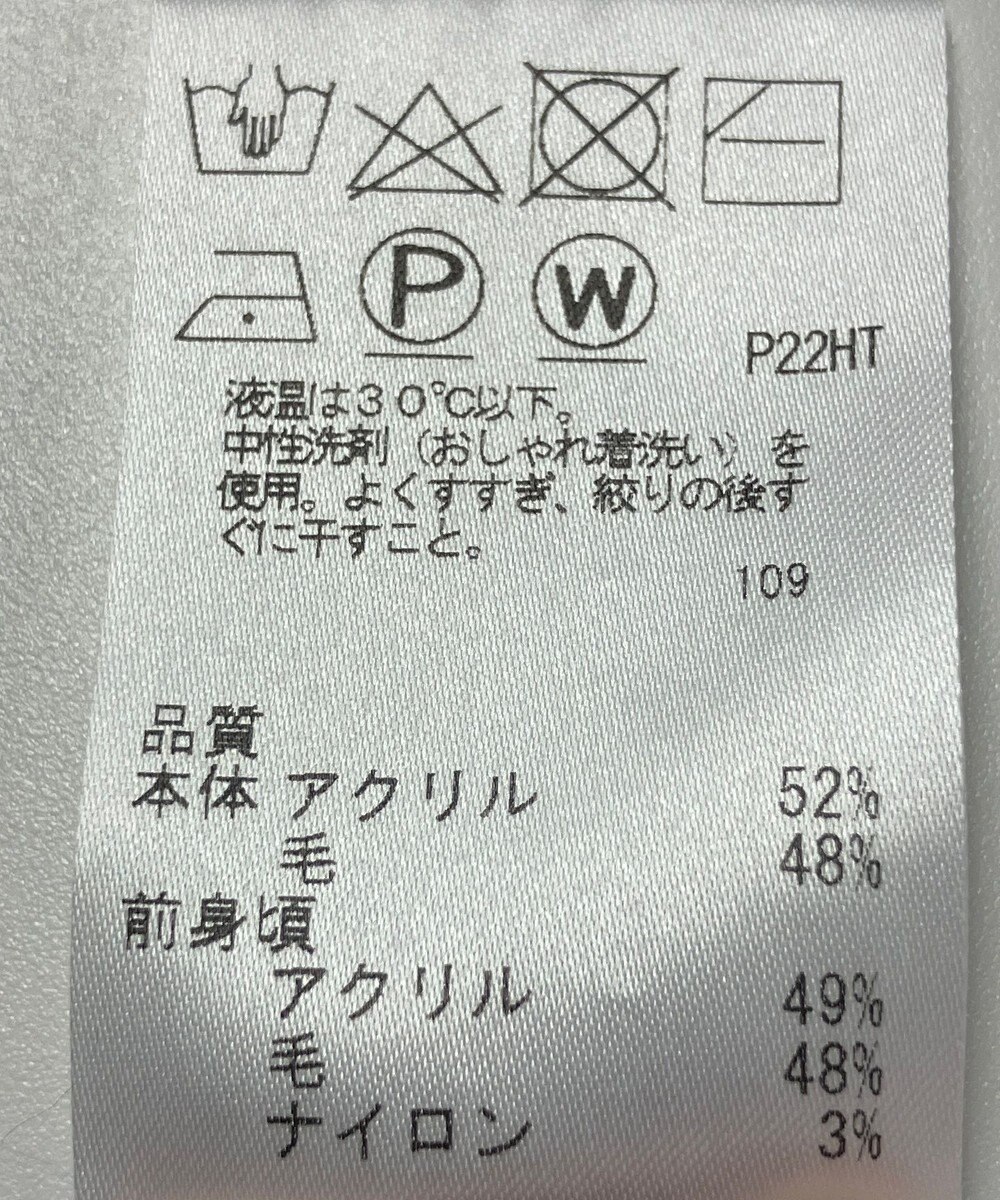 P W
P22HT
液温は30℃以下。
中性洗剤(おしゃれ着洗い)を
使用。よくすすぎ、絞りの後す
ぐに干すこと。
109
品質
本体 アクリル 52%
毛 48%
前身頃
アクリル 49%
毛 48%
ナイロン 3%